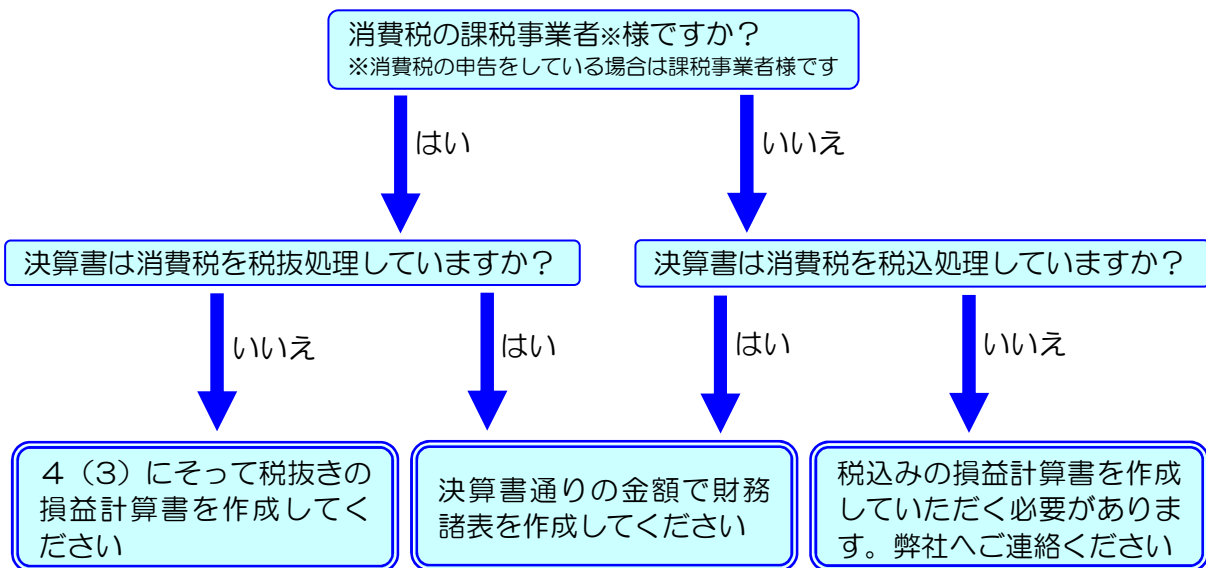 消費税の課税事業者※様ですか？
※消費税の申告をしている場合は課税事業者様です
はい
いいえ
決算書は消費税を税抜処理していますか？
決算書は消費税を税込処理していますか？
いいえ
はい
はい
いいえ
４（３）にそって税抜きの
損益計算書を作成してく
ださい
決算書通りの金額で財務
諸表を作成してください
税込みの損益計算書を作成
していただく必要がありま
す。弊社へご連絡ください